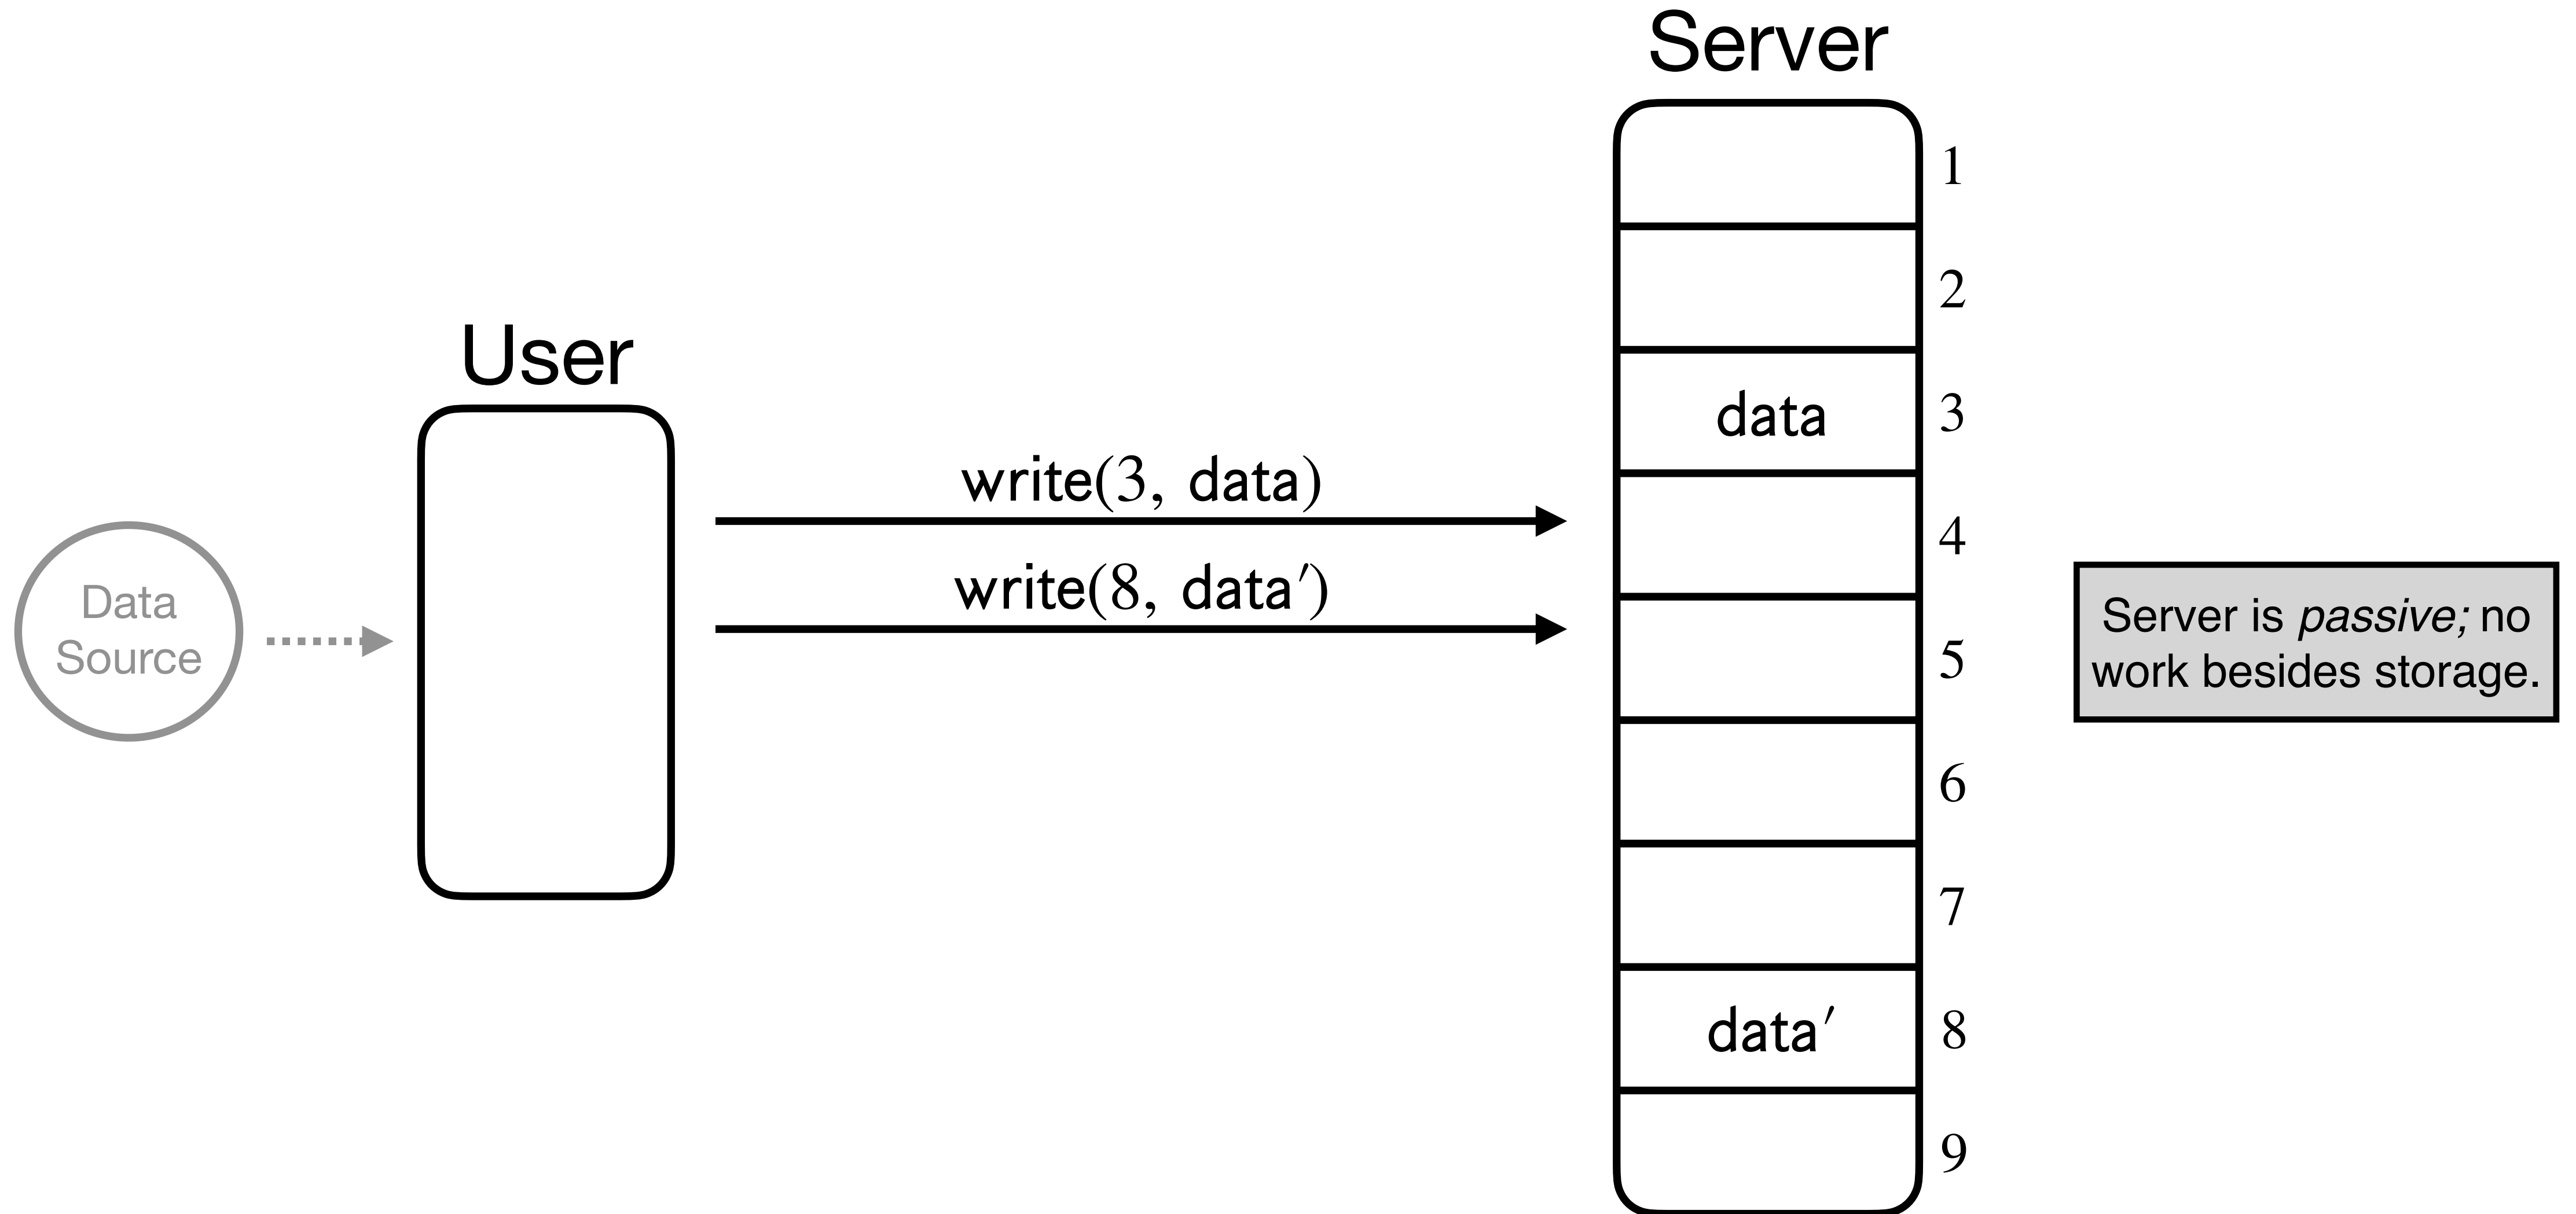 Server
User
Data
Source
write(3, data)
write(8, data′)
1
2
data 3
4
5
6
7
data′ 8
9
Server is passive; no
work besides storage.